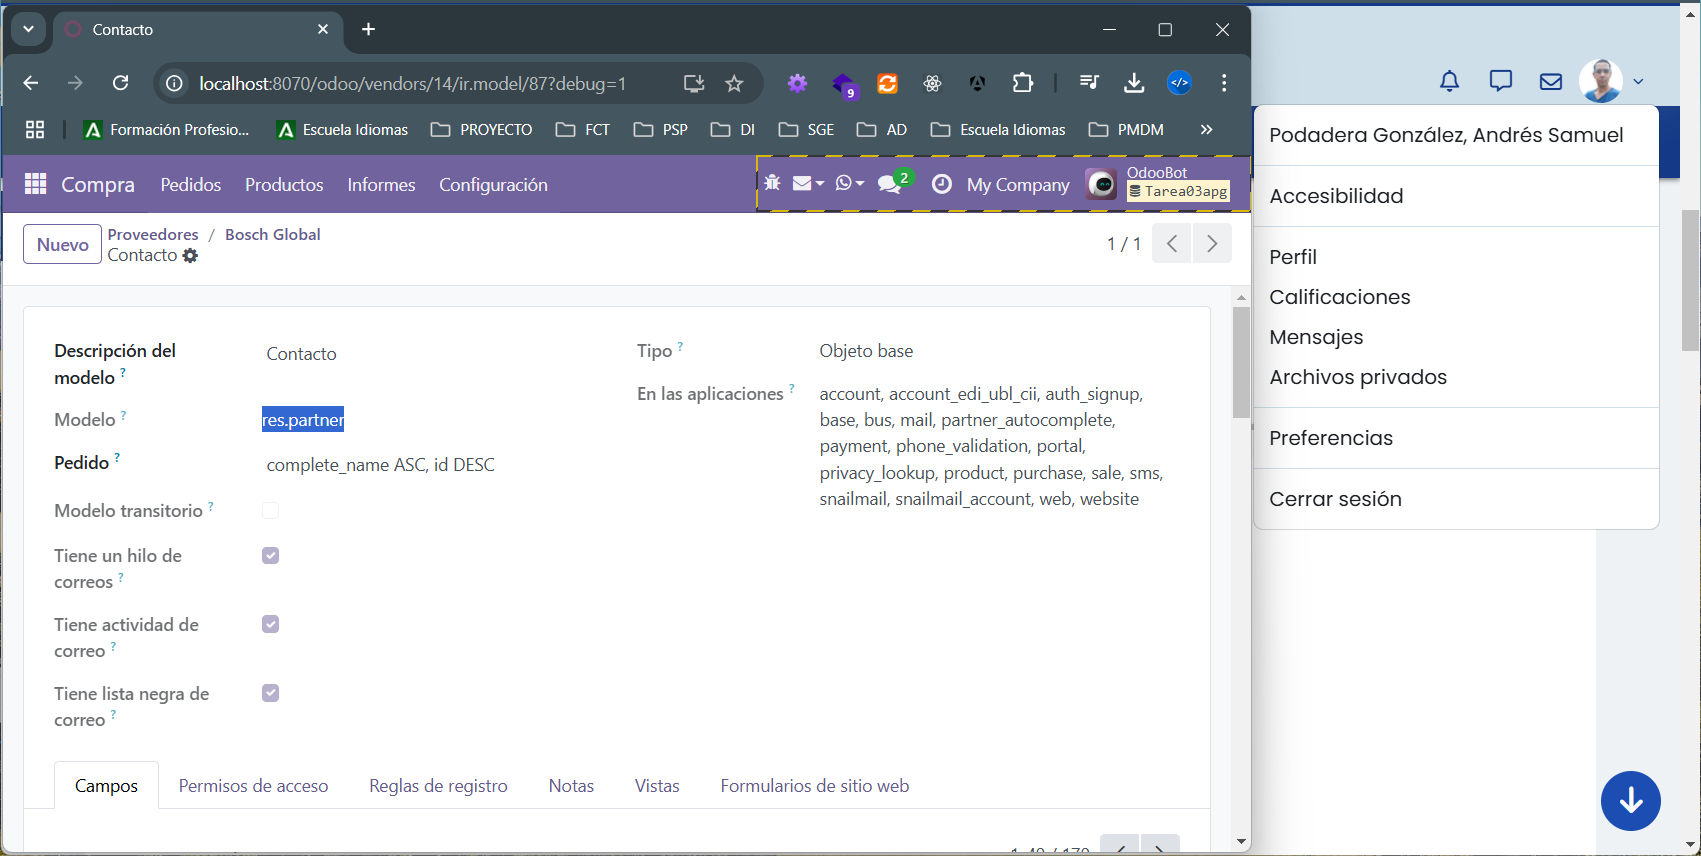 Contacto
localhost:8070/odoo/vendors/14/ir.model/87?debug=1
9
Formación Profesio...
Escuela Idiomas
PROYECTO
FCT
PSP
DI
SGE
AD
Escuela Idiomas
PMDM
Compra
Pedidos
Productos
Informes
Configuración
2
My Company
OdooBot
Tarea03apg
Nuevo
Proveedores / Bosch Global
Contacto
1 / 1
Descripción del
modelo ?
Contacto
Modelo ?
res.partner
Pedido ?
complete_name ASC, id DESC
Modelo transitorio ?
Tiene un hilo de
correos ?
Tiene actividad de
correo ?
Tiene lista negra de
correo ?
Tipo ?
Objeto base
En las aplicaciones ?
account, account_edi_ubl_cii, auth_signup,
base, bus, mail, partner_autocomplete,
payment, phone_validation, portal,
privacy_lookup, product, purchase, sale, sms,
snailmail, snailmail_account, web, website
Campos
Permisos de acceso
Reglas de registro
Notas
Vistas
Formularios de sitio web
Podadera González, Andrés Samuel
Accesibilidad
Perfil
Calificaciones
Mensajes
Archivos privados
Preferencias
Cerrar sesión